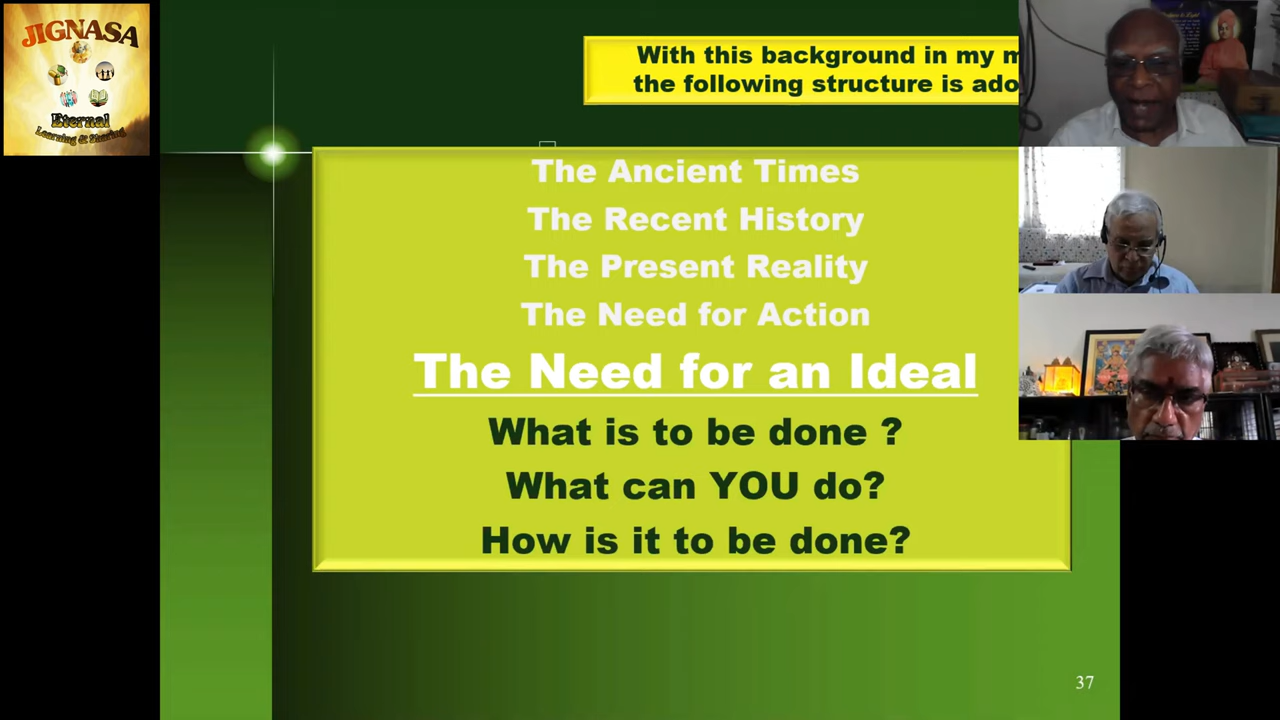 JIGNASA
Eternal
Learning & Sharing
With this background in my m
the following structure is ado
The Ancient Times
The Recent History
The Present Reality
The Need for Action
The Need for an Ideal
What is to be done ?
What can YOU do?
How is it to be done?
37